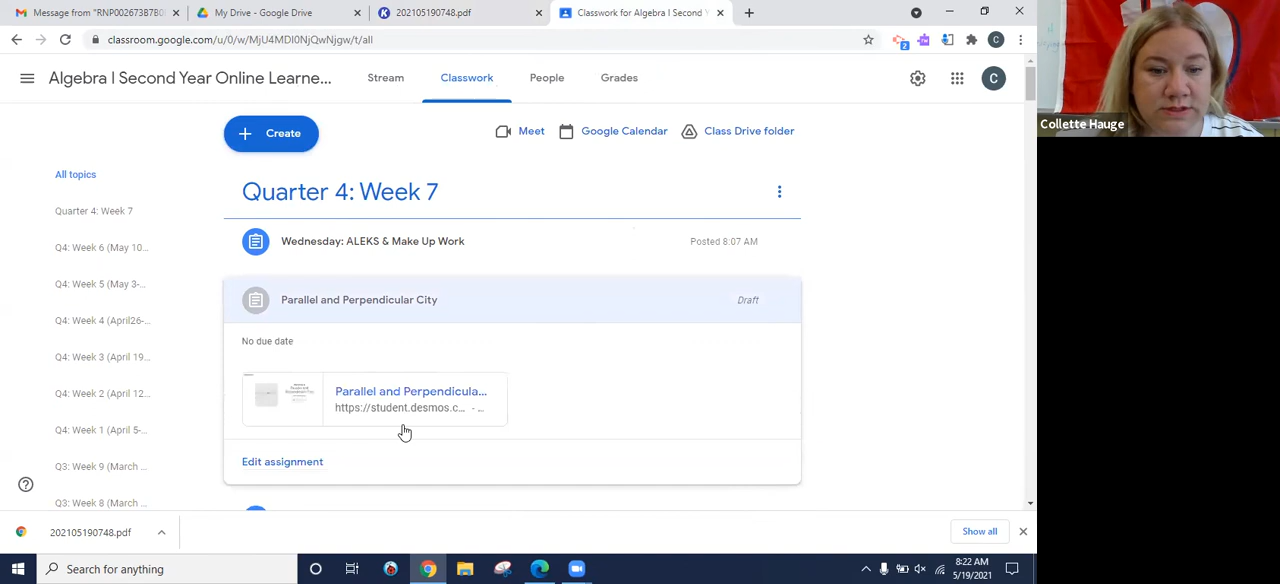 Message from "RNP002673B7B0
My Drive - Google Drive
202105190748.pdf
Classwork for Algebra I Second Y
classroom.google.com/u/0/w/MjU4MDI0NjQwNjgw/t/all
2
C
Algebra I Second Year Online Learne...
Stream
Classwork
People
Grades
C
Collette Hauge
Create
Meet
Google Calendar
Class Drive folder
All topics
Quarter 4: Week 7
Q4: Week 6 (May 10...
Q4: Week 5 (May 3-...
Q4: Week 4 (April26-...
Q4: Week 3 (April 19...
Q4: Week 2 (April 12...
Q4: Week 1 (April 5-...
Q3: Week 9 (March ...
Q3: Week 8 (March ...
Quarter 4: Week 7
Wednesday: ALEKS & Make Up Work
Posted 8:07 AM
Parallel and Perpendicular City
Draft
No due date
Parallel and Perpendicula...
https://student.desmos.c... - ...
Edit assignment
202105190748.pdf
Show all
Search for anything
8:22 AM
5/19/2021